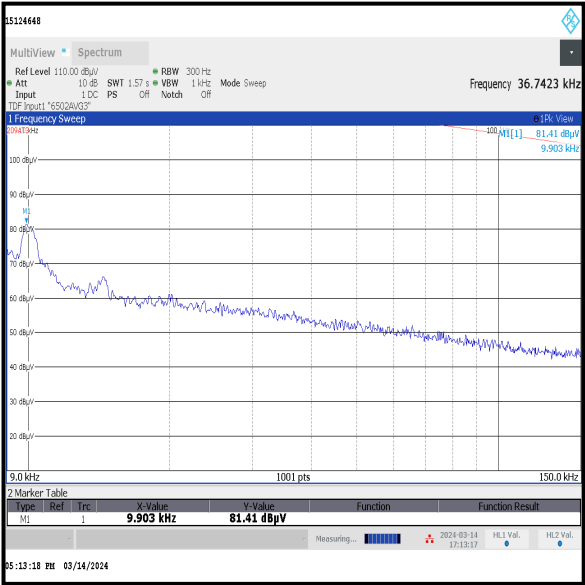 15124648
MultiView Spectrum
Ref Level 110.00 dBµV RBW 300 Hz
Att 10 dB SWT 1.57 s VBW 1 kHz Mode Sweep Frequency 36.7423 kHz
Input 1 DC PS Off Notch Off
TDF Input1 "6502AVG3"
1 Frequency Sweep 1Pk View
100 M1[1] 81.41 dBµV
9.903 kHz
100 dBµV
90 dBµV
M1
80 dBµV
70 dBµV
60 dBµV
50 dBµV
40 dBµV
30 dBµV
20 dBµV
9.0 kHz 1001 pts 150.0 kHz
2 Marker Table
Type Ref Trc X-Value Y-Value Function Function Result
M1 1 9.903 kHz 81.41 dBµV
Measuring... 2024-03-14 17:13:17 HL1 Val. 0 HL2 Val. 0
05:13:18 PM 03/14/2024